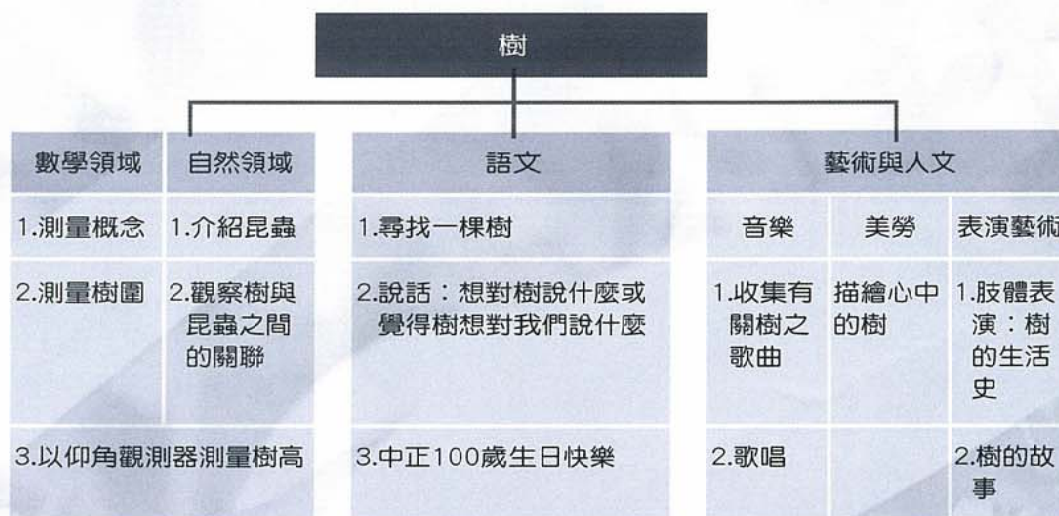 樹
數學領域
1.測量概念
2.測量樹圍
自然領域
1.介紹昆蟲
2.觀察樹與
昆蟲之間
的關聯
3.以仰角觀測器測量樹高
語文
1.尋找一棵樹
2.說話：想對樹說什麼或
覺得樹想對我們說什麼
3.中正100歲生日快樂
藝術與人文
音樂
1.收集有
關樹之
歌曲
2.歌唱
美勞
描繪心中
的樹
表演藝術
1.肢體表
演：樹
的生活
史
2.樹的故
事